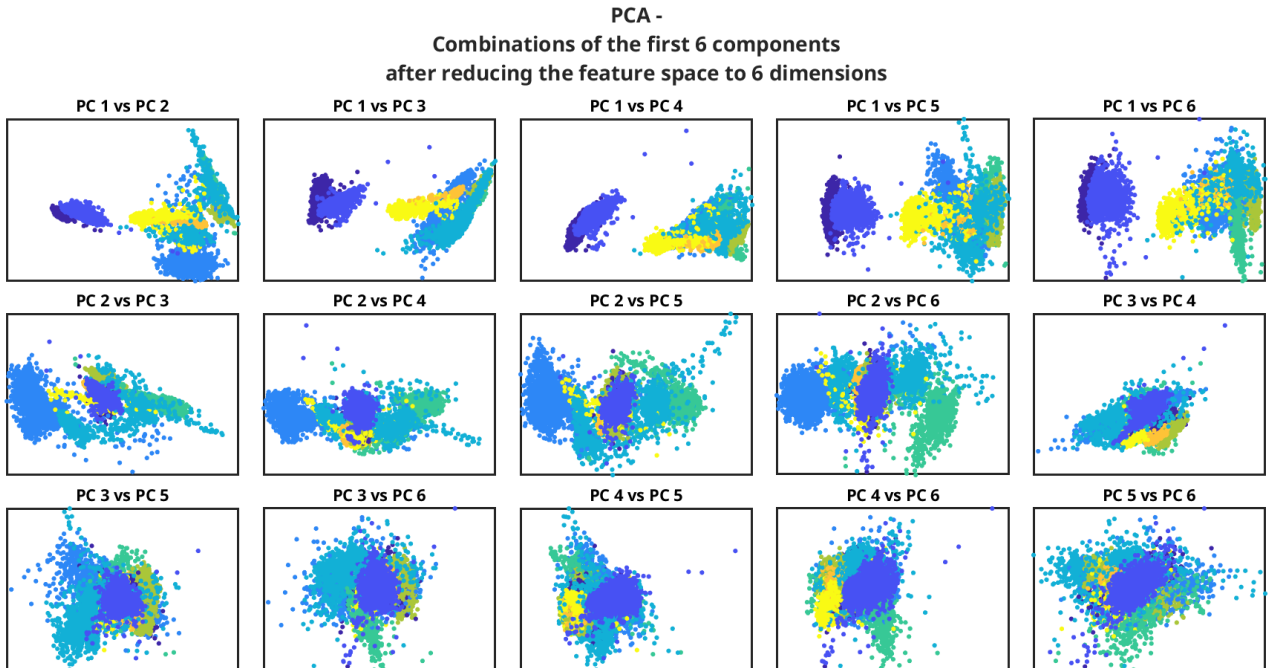 PCA -
Combinations of the first 6 components
after reducing the feature space to 6 dimensions
PC 1 vs PC 2
PC 1 vs PC 3
PC 1 vs PC 4
PC 1 vs PC 5
PC 1 vs PC 6
PC 2 vs PC 3
PC 2 vs PC 4
PC 2 vs PC 5
PC 2 vs PC 6
PC 3 vs PC 4
PC 3 vs PC 5
PC 3 vs PC 6
PC 4 vs PC 5
PC 4 vs PC 6
PC 5 vs PC 6